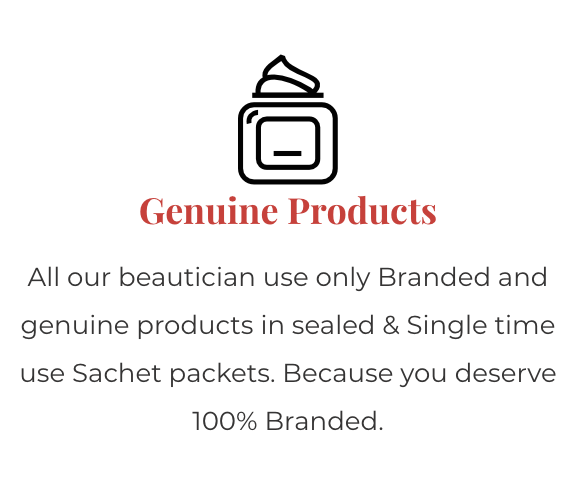 Genuine Products
All our beautician use only Branded and
genuine products in sealed & Single time
use Sachet packets. Because you deserve
100% Branded.